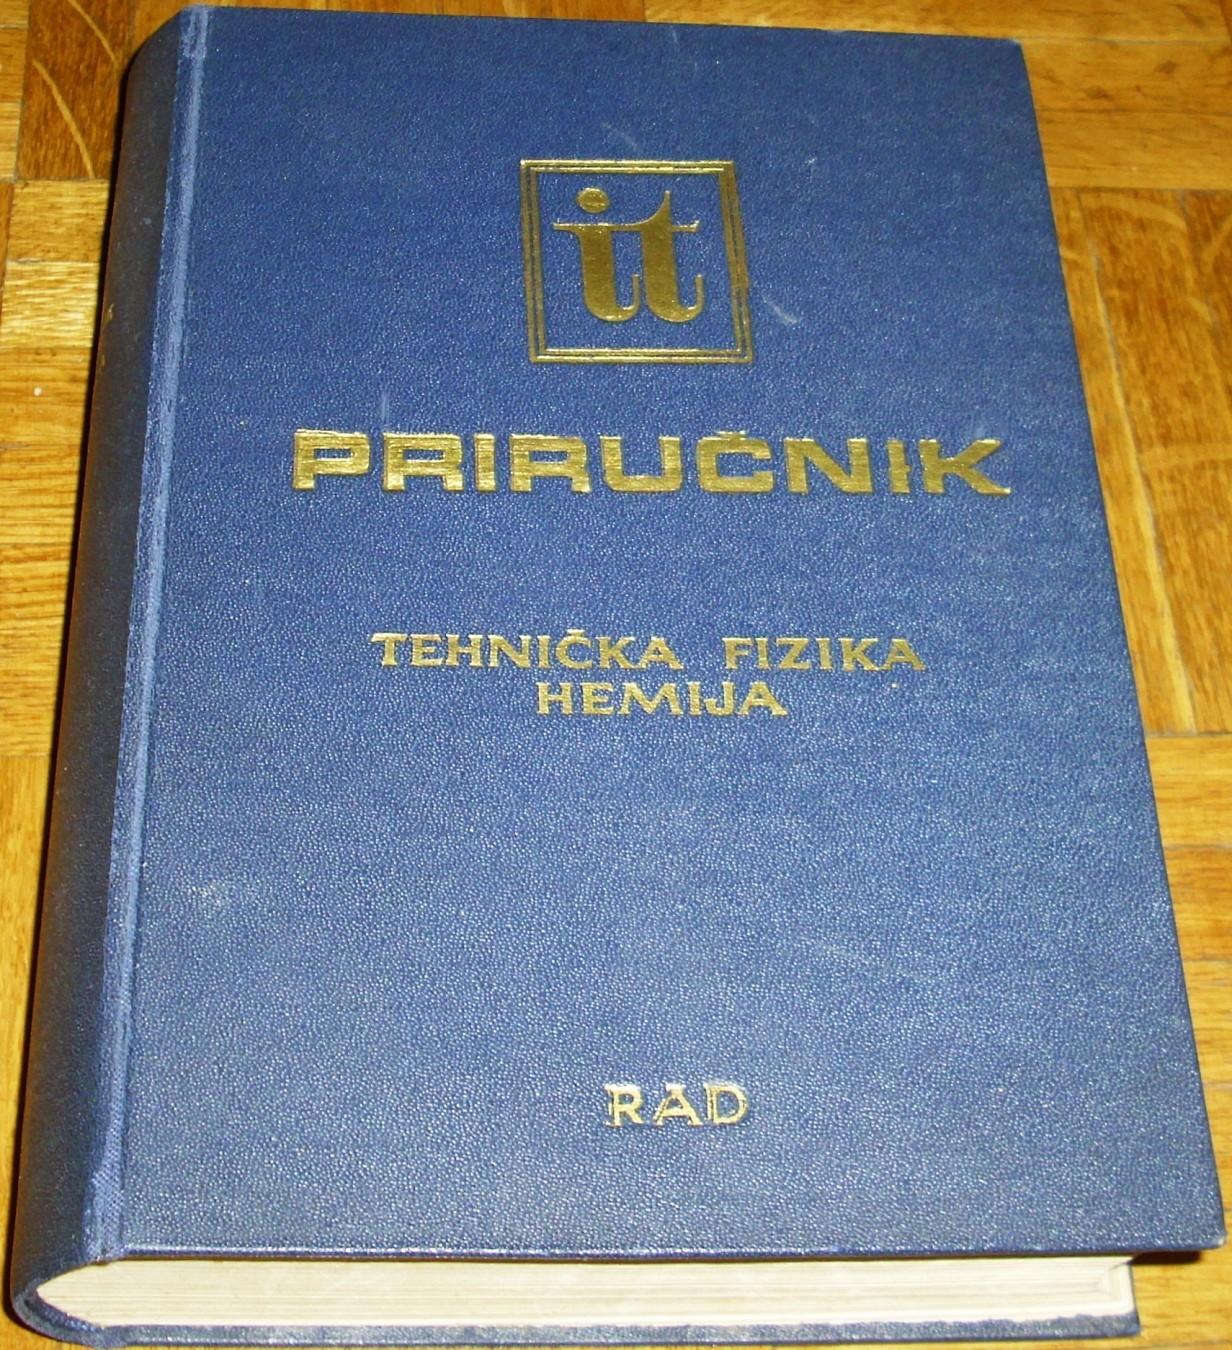 it
PRIRUČNIK
TEHNIČKA FIZIKA
HEMIJA
RAD